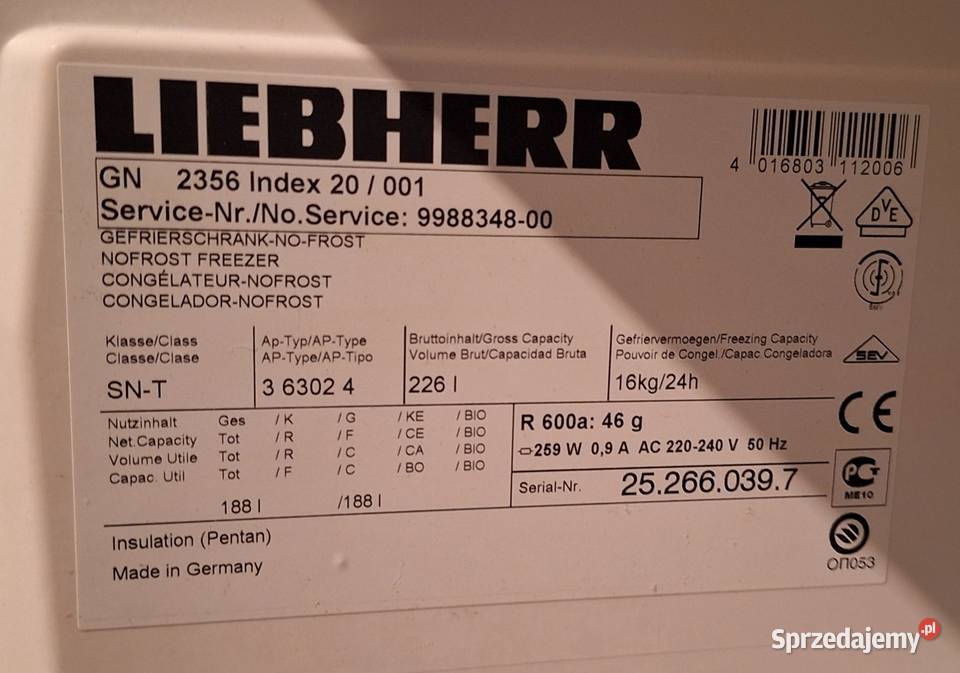 LIEBHERR
4 016803 112006
GN 2356 Index 20 / 001
Service-Nr./No.Service: 9988348-00
GEFRIERSCHRANK-NO-FROST
NOFROST FREEZER
CONGÉLATEUR-NOFROST
CONGELADOR-NOFROST
DVE
Klasse/Class
Classe/Clase
SN-T
Ap-Typ/AP-Type
AP-Type/AP-Tipo
3 6302 4
Bruttoinhalt/Gross Capacity
Volume Brut/Capacidad Bruta
226 l
Gefriervermoegen/Freezing Capacity
Pouvoir de Congel./Capac.Congeladora
16kg/24h
SEV
CE
Nutzinhalt Ges / K / G / KE / BIO
Net.Capacity Tot / R / F / CE / BIO
Volume Utile Tot / R / C / CA / BIO
Capac. Util Tot / F / C / BO / BIO
188 l /188 l
R 600a: 46 g
259 W 0,9 A AC 220-240 V 50 Hz
Serial-Nr. 25.266.039.7
PCT
ME10
Insulation (Pentan)
Made in Germany
ОП053
Sprzedajemy.pl